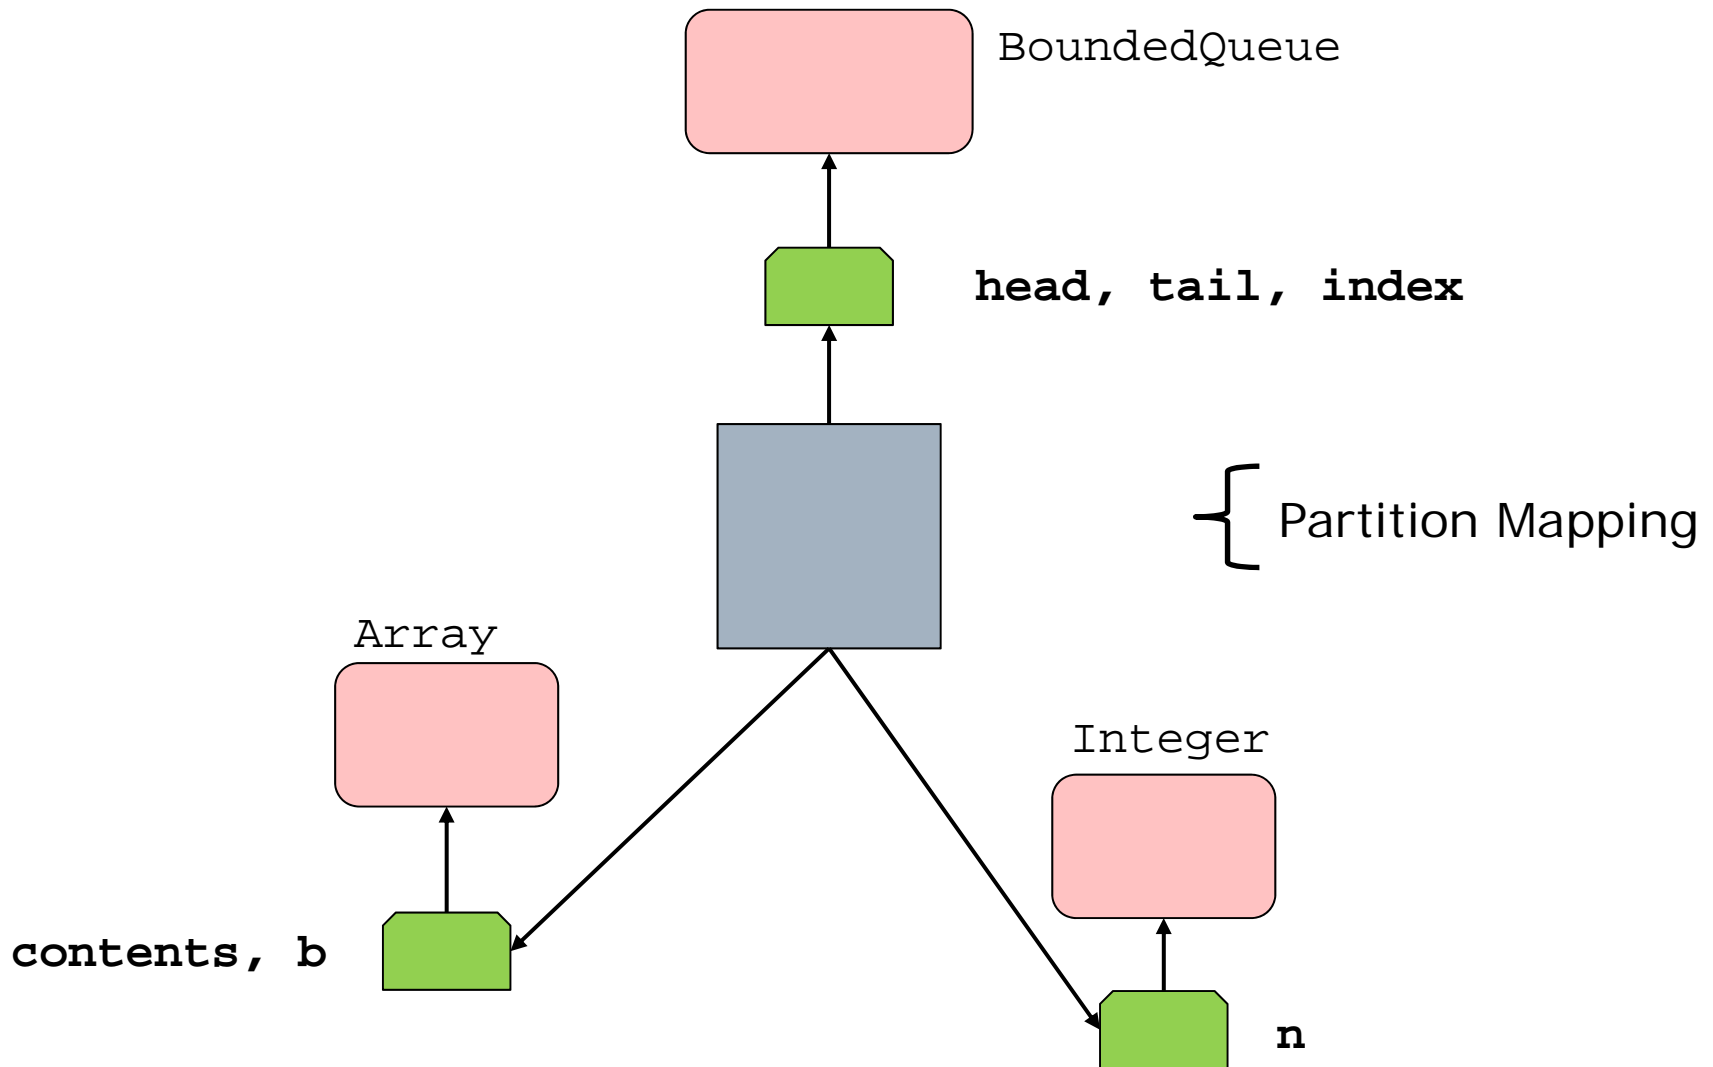 BoundedQueue
head, tail, index
Partition Mapping
Array
Integer
contents, b
n